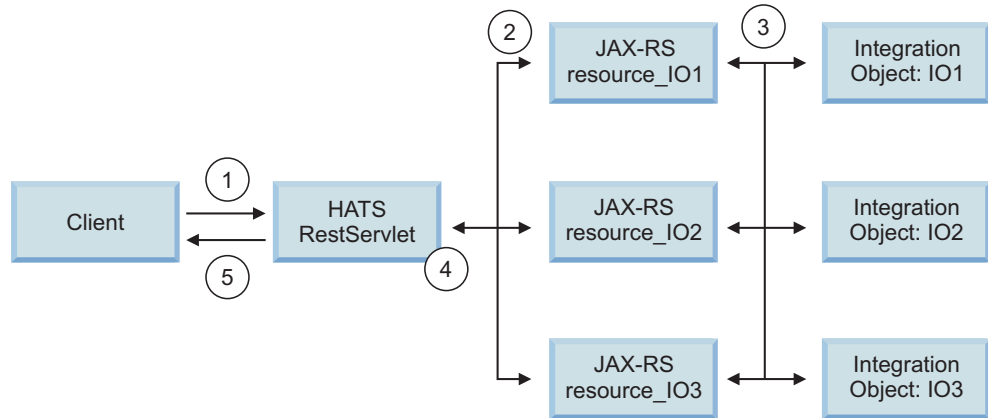 2
JAX-RS
resource_IO1
3
Integration
Object: IO1
Client
1
5
HATS
RestServlet
4
JAX-RS
resource_IO2
Integration
Object: IO2
JAX-RS
resource_IO3
Integration
Object: IO3